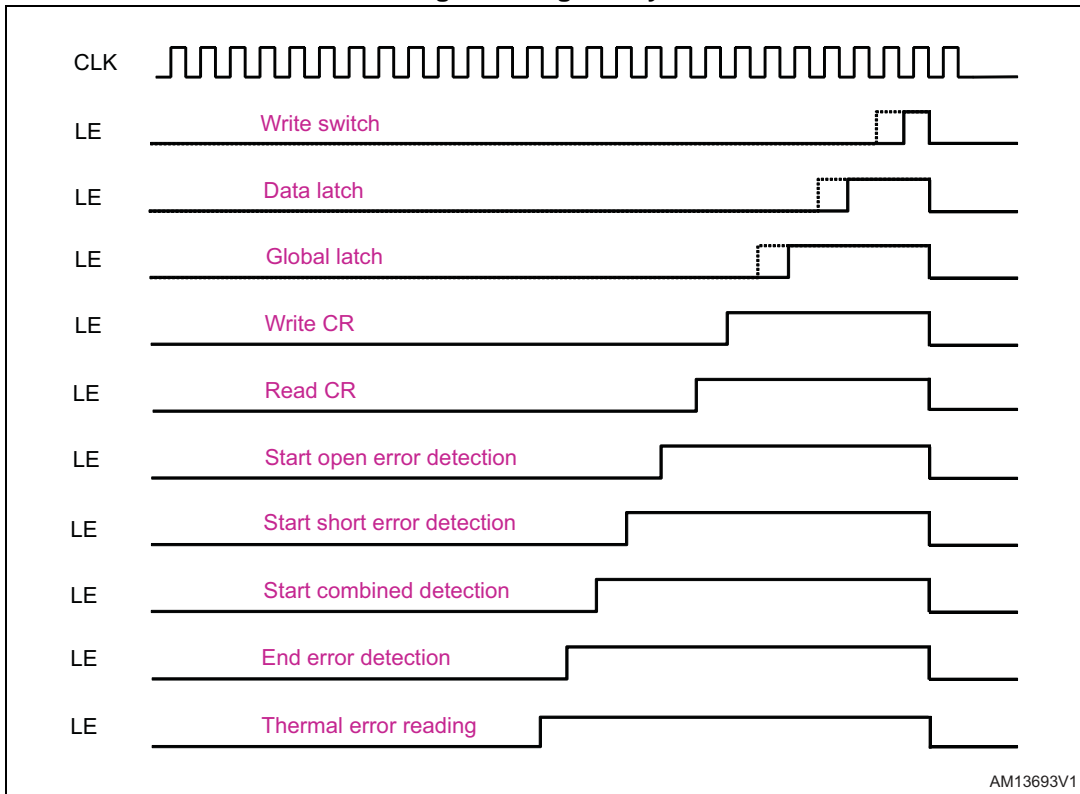 CLK
LE Write switch
LE Data latch
LE Global latch
LE Write CR
LE Read CR
LE Start open error detection
LE Start short error detection
LE Start combined detection
LE End error detection
LE Thermal error reading
AM13693V1